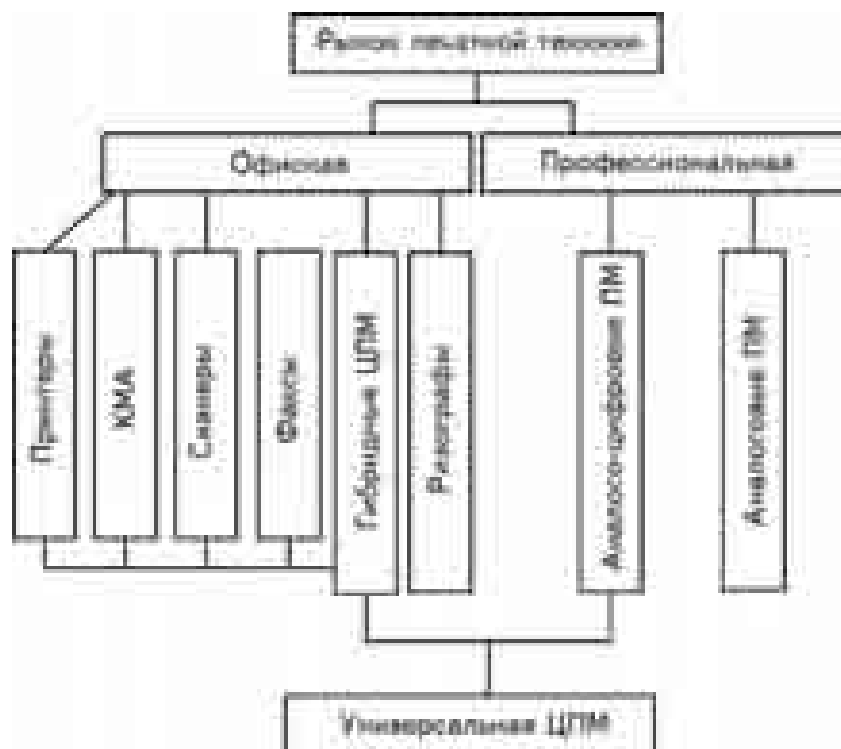 Рынок печатной техники
Офисная
Профессиональная
Принтеры
КМА
Сканеры
Факсы
Гибридные ЦПМ
Ризографы
Аналого-цифровые ПМ
Аналоговые ПМ
Универсальная ЦПМ